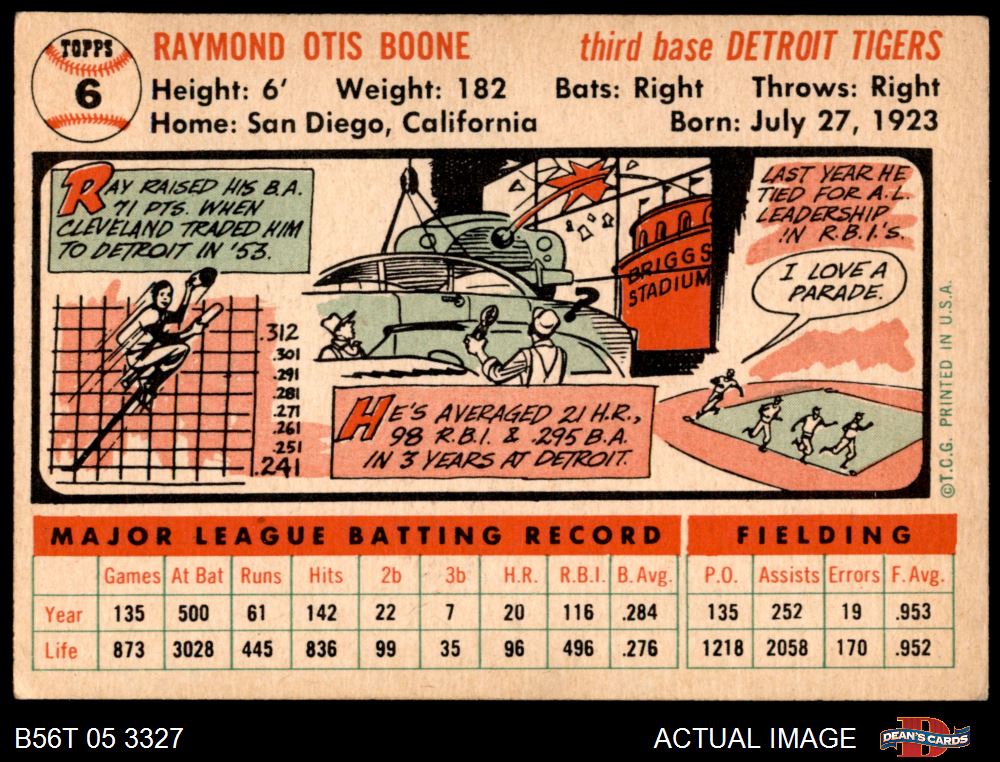 TOPPS
6
RAYMOND OTIS BOONE
third base DETROIT TIGERS
Height: 6' Weight: 182 Bats: Right Throws: Right
Home: San Diego, California Born: July 27, 1923
RAY RAISED HIS B.A.
71 PTS. WHEN
CLEVELAND TRADED HIM
TO DETROIT IN '53.
.312
.301
.291
.281
.271
.261
.251
.241
BRIGGS
STADIUM
HE'S AVERAGED 21 H.R.,
98 R.B.I. & .295 B.A.
IN 3 YEARS AT DETROIT.
LAST YEAR HE
TIED FOR A.L.
LEADERSHIP
IN R.B.I.'S.
I LOVE A
PARADE.
©T.C.G. PRINTED IN U.S.A.
MAJOR LEAGUE BATTING RECORD FIELDING
Games At Bat Runs Hits 2b 3b H.R. R.B.I. B. Avg. P.O. Assists Errors F. Avg.
Year 135 500 61 142 22 7 20 116 .284 135 252 19 .953
Life 873 3028 445 836 99 35 96 496 .276 1218 2058 170 .952
B56T 05 3327
ACTUAL IMAGE
DEAN'S CARDS